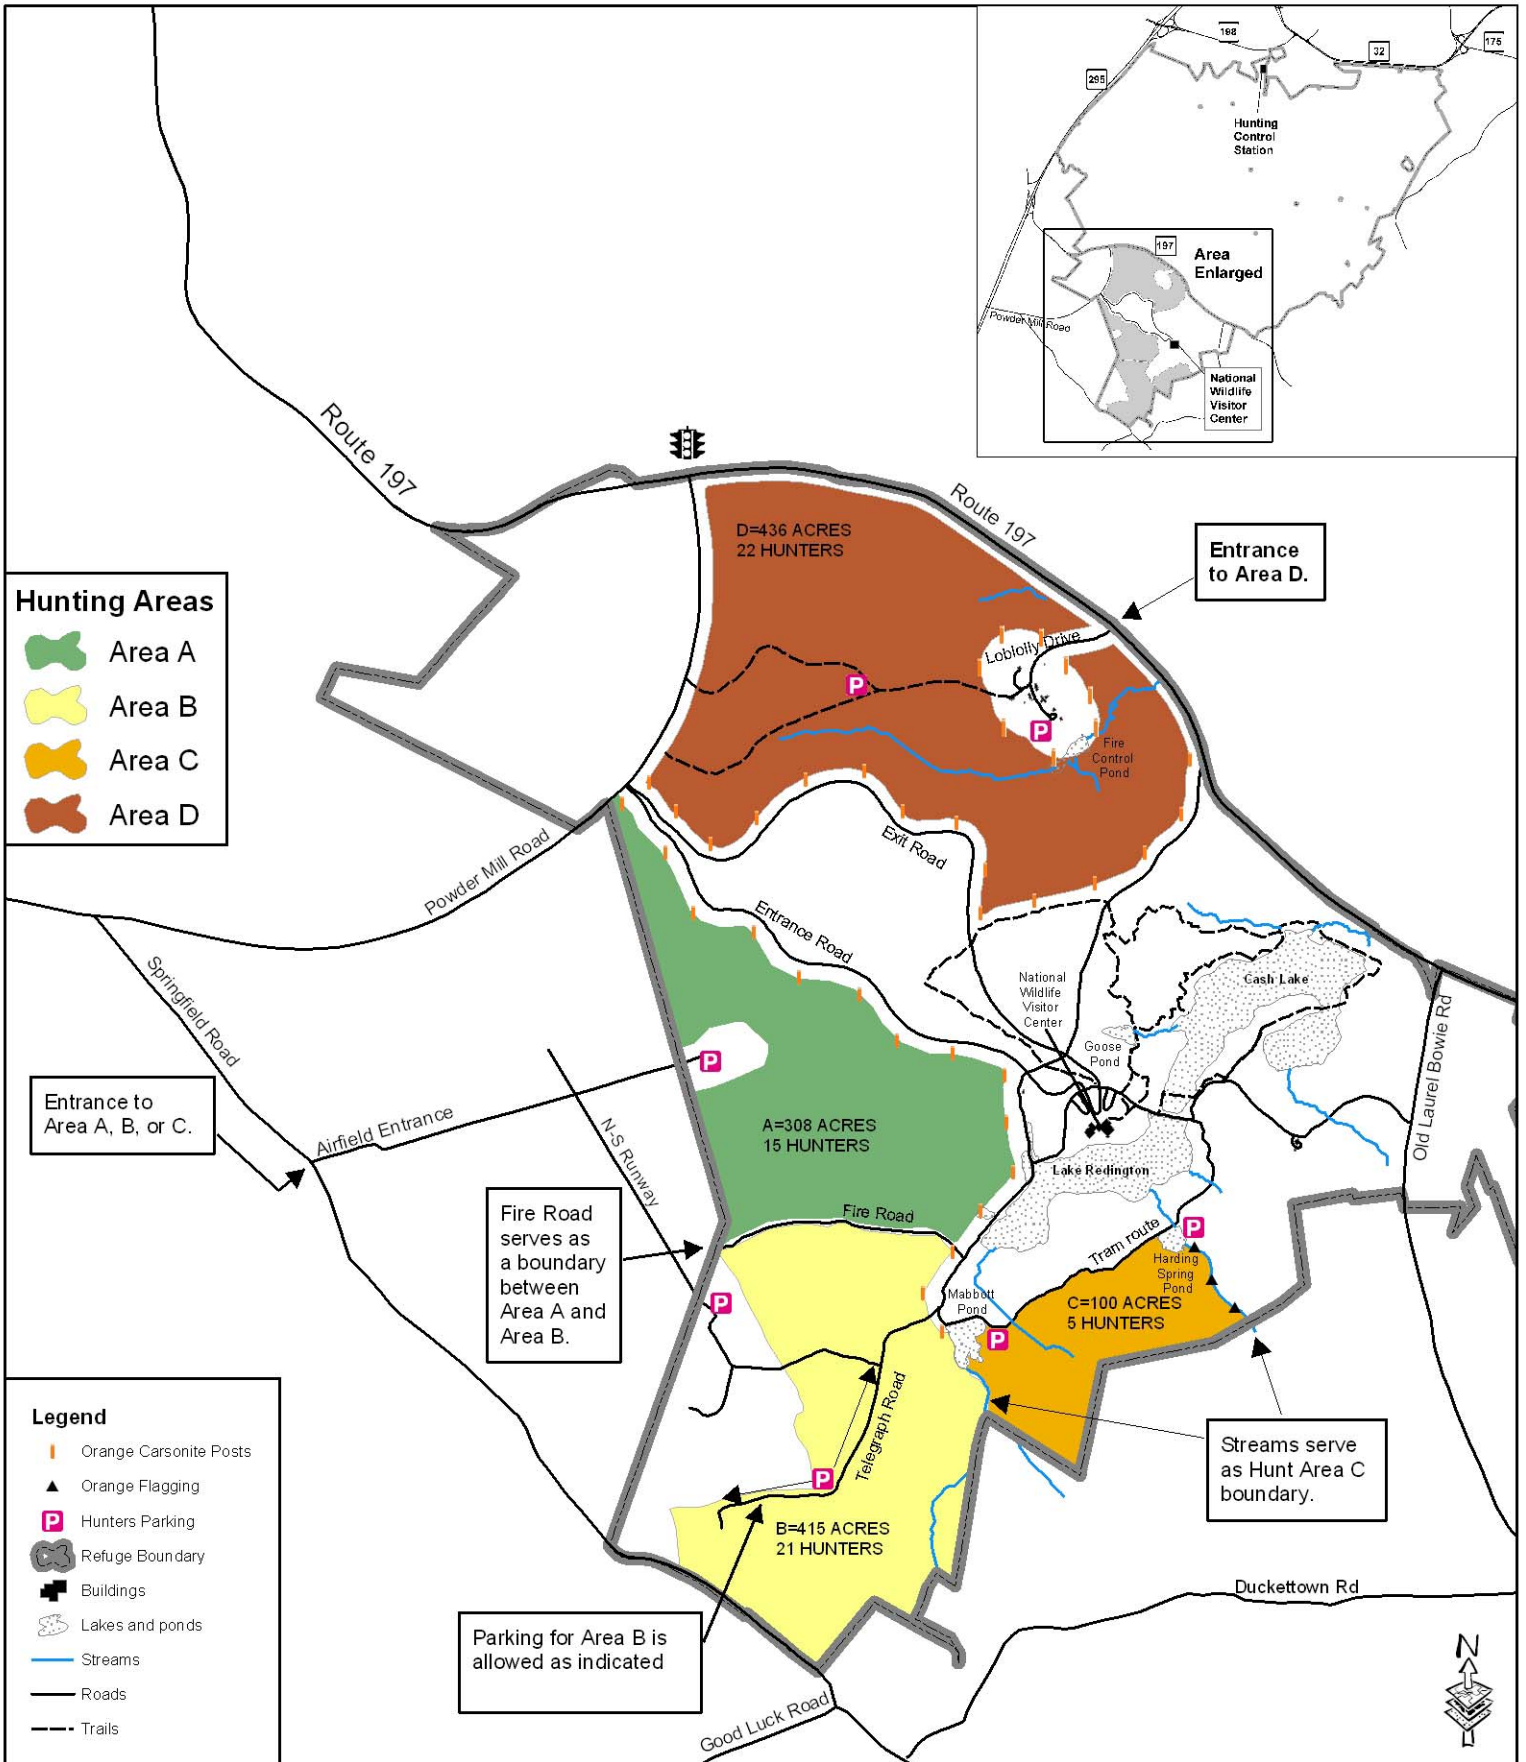 198
32
175
295
Hunting
Control
Station
197
Area
Enlarged
Powder Mill Road
National
Wildlife
Visitor
Center
Route 197
Route 197
D=436 ACRES
22 HUNTERS
Entrance
to Area D.
Hunting Areas
Area A
Area B
Area C
Area D
Loblolly Drive
P
P
Fire
Control
Pond
Exit Road
Powder Mill Road
Entrance Road
Springfield Road
National
Wildlife
Visitor
Center
Cash Lake
Goose
Pond
Old Laurel Bowie Rd
P
Entrance to
Area A, B, or C.
Airfield Entrance
N-S Runway
A=308 ACRES
15 HUNTERS
Lake Redington
Fire Road
serves as
a boundary
between
Area A and
Area B.
Fire Road
Tram route
P
Harding
Spring
Pond
Mabbott
Pond
C=100 ACRES
5 HUNTERS
P
P
Telegraph Road
P
Streams serve
as Hunt Area C
boundary.
B=415 ACRES
21 HUNTERS
Parking for Area B is
allowed as indicated
Duckettown Rd
Good Luck Road
Legend
Orange Carsonite Posts
Orange Flagging
P Hunters Parking
Refuge Boundary
Buildings
Lakes and ponds
Streams
Roads
Trails
N